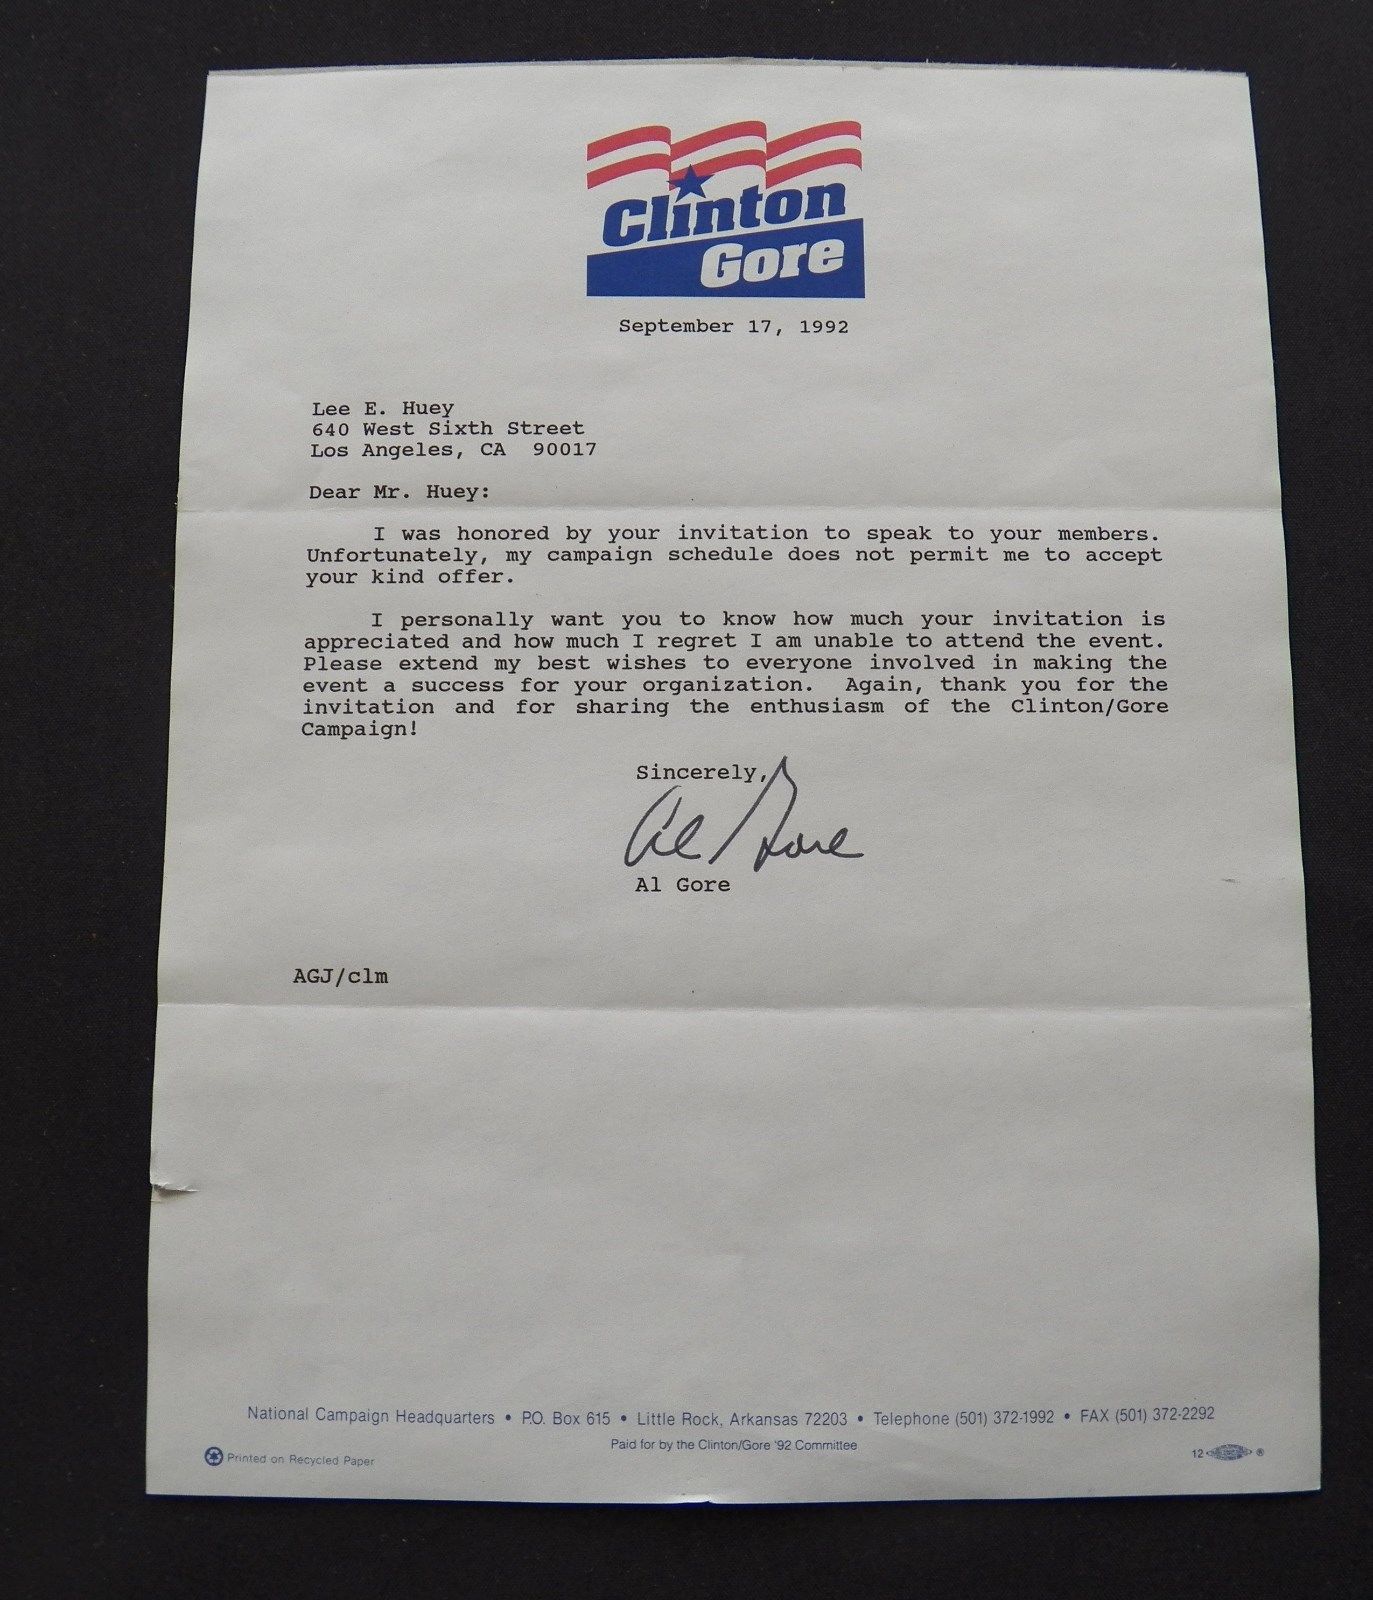 Clinton
Gore
September 17, 1992
Lee E. Huey
640 West Sixth Street
Los Angeles, CA  90017
Dear Mr. Huey:
I was honored by your invitation to speak to your members.
Unfortunately, my campaign schedule does not permit me to accept
your kind offer.
I personally want you to know how much your invitation is
appreciated and how much I regret I am unable to attend the event.
Please extend my best wishes to everyone involved in making the
event a success for your organization.  Again, thank you for the
invitation and for sharing the enthusiasm of the Clinton/Gore
Campaign!
Sincerely,
Al Gore
Al Gore
AGJ/clm
National Campaign Headquarters • P.O. Box 615 • Little Rock, Arkansas 72203 • Telephone (501) 372-1992 • FAX (501) 372-2292
Paid for by the Clinton/Gore '92 Committee
Printed on Recycled Paper
12 ®